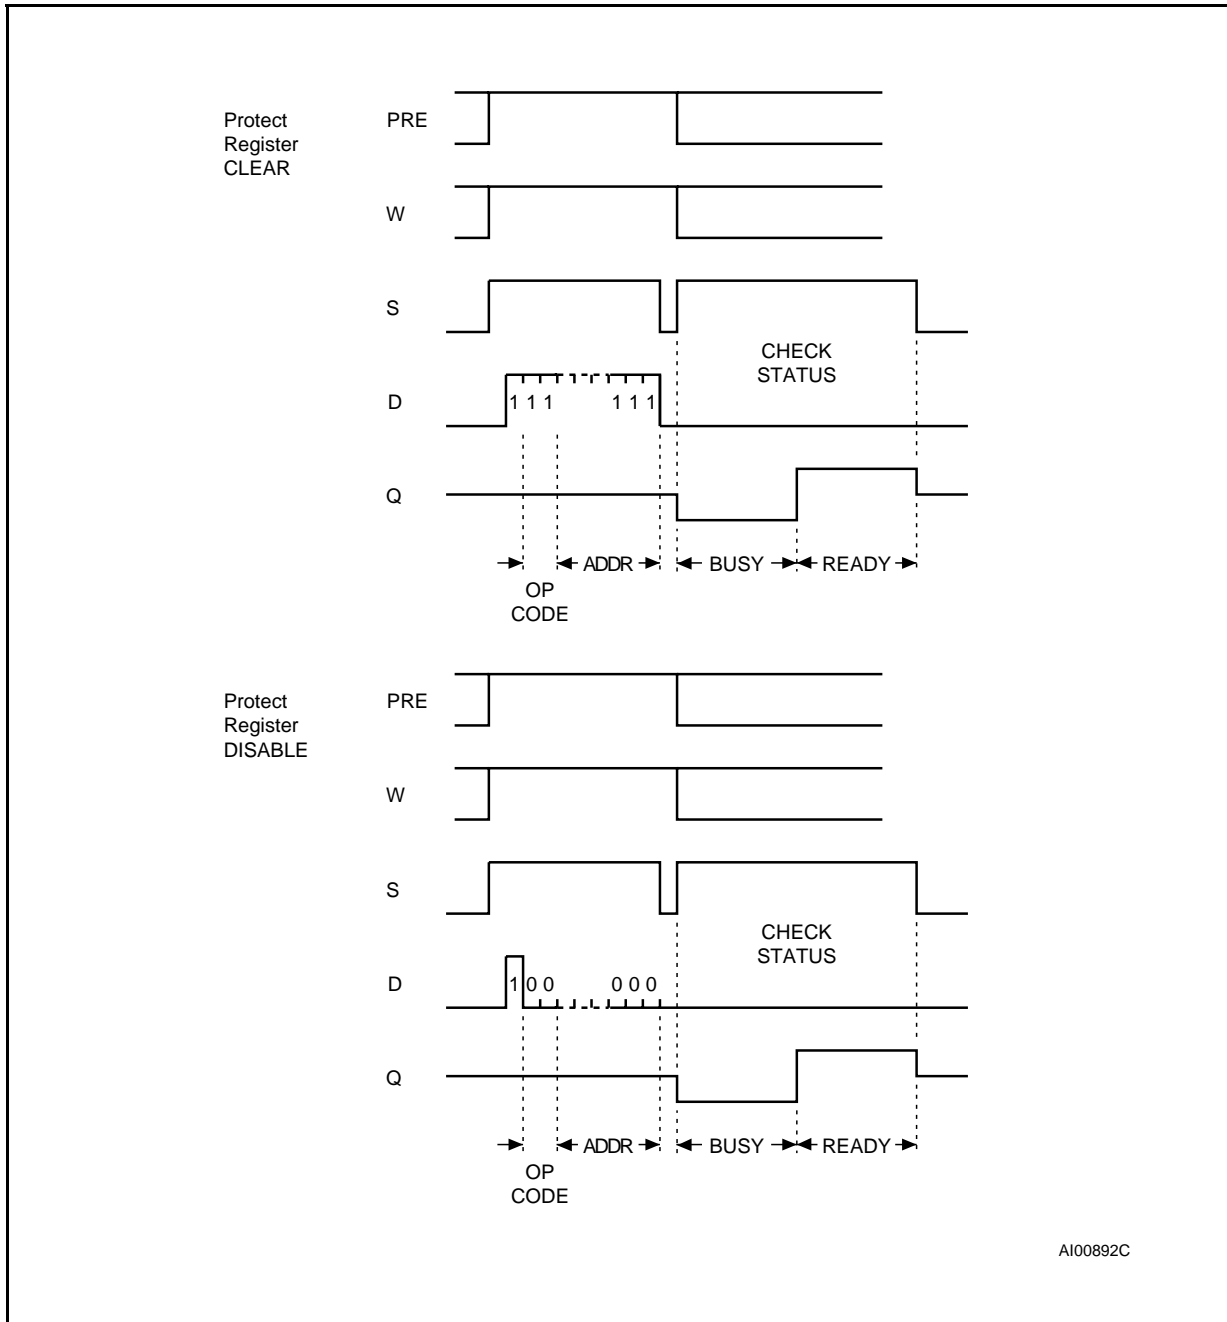 Protect
Register
CLEAR
PRE
W
S
CHECK
STATUS
D
1 1 1 1 1 1
Q
ADDR BUSY READY
OP
CODE
Protect
Register
DISABLE
PRE
W
S
CHECK
STATUS
D
1 0 0 0 0 0
Q
ADDR BUSY READY
OP
CODE
AI00892C